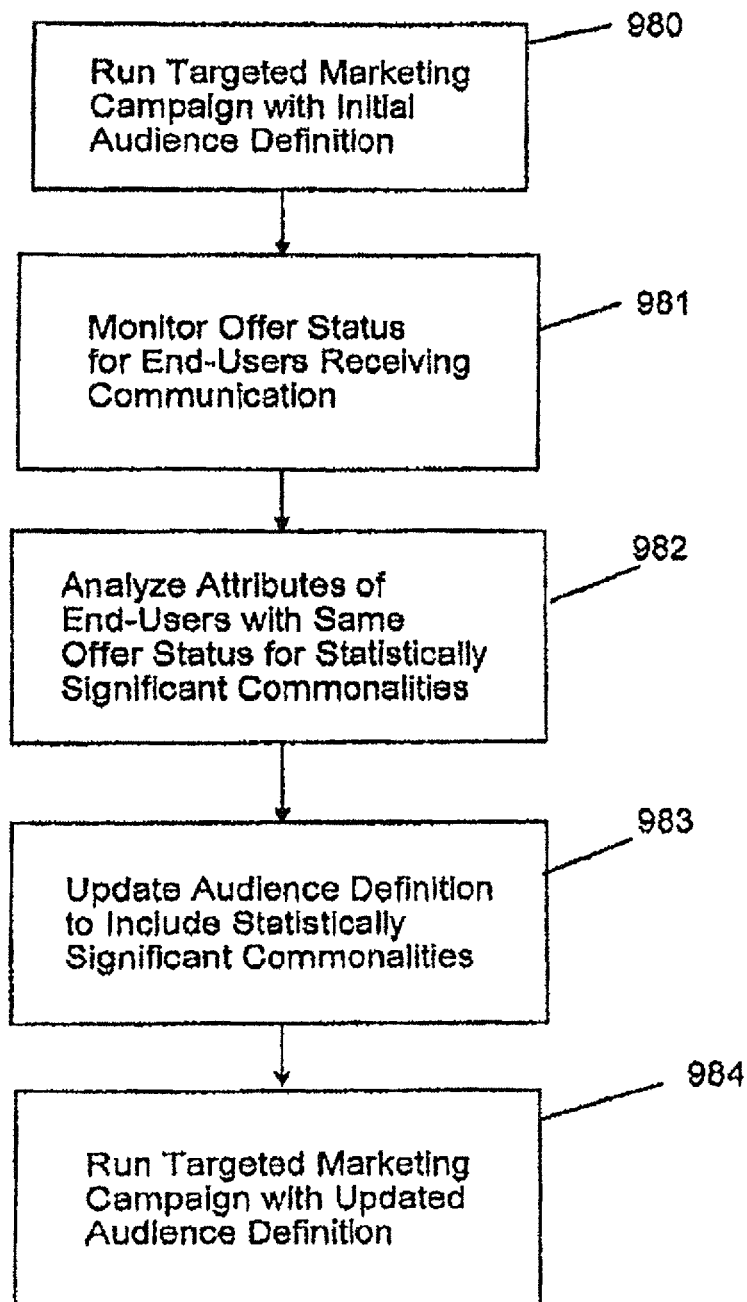 980
Run Targeted Marketing
Campaign with Initial
Audience Definition
981
Monitor Offer Status
for End-Users Receiving
Communication
982
Analyze Attributes of
End-Users with Same
Offer Status for Statistically
Significant Commonalities
983
Update Audience Definition
to Include Statistically
Significant Commonalities
984
Run Targeted Marketing
Campaign with Updated
Audience Definition